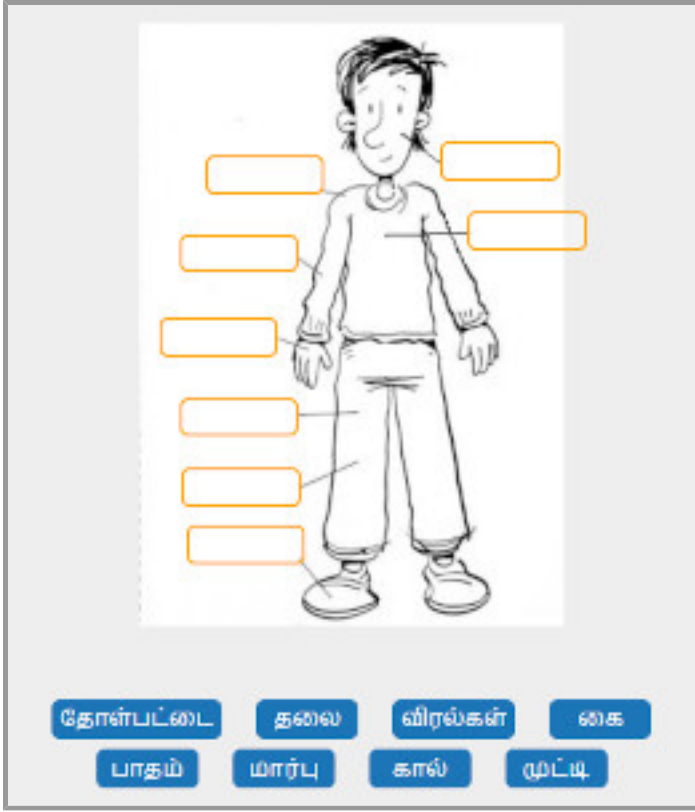 தோள்பட்டை தலை விரல்கள் கை
பாதம் மார்பு கால் முட்டி